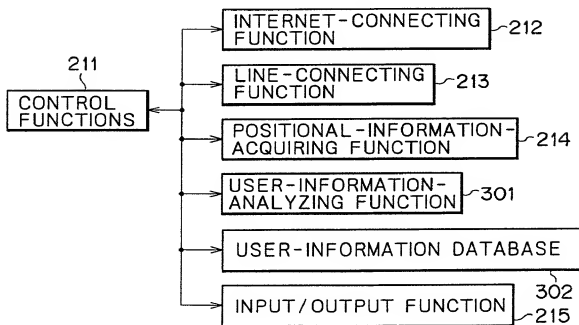 211
CONTROL
FUNCTIONS
INTERNET-CONNECTING
FUNCTION
212
LINE-CONNECTING
FUNCTION
213
POSITIONAL-INFORMATION-
ACQUIRING FUNCTION
214
USER-INFORMATION-
ANALYZING FUNCTION
301
USER-INFORMATION DATABASE
302
INPUT/OUTPUT FUNCTION
215